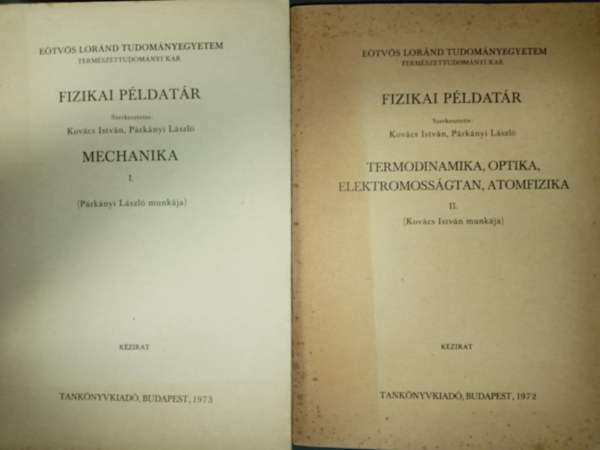 EÖTVÖS LORÁND TUDOMÁNYEGYETEM
TERMÉSZETTUDOMÁNYI KAR
FIZIKAI PÉLDATÁR
Szerkesztette:
Kovács István, Párkányi László
MECHANIKA
I.
(Párkányi László munkája)
KÉZIRAT
TANKÖNYVKIADÓ, BUDAPEST, 1973
EÖTVÖS LORÁND TUDOMÁNYEGYETEM
TERMÉSZETTUDOMÁNYI KAR
FIZIKAI PÉLDATÁR
Szerkesztette:
Kovács István, Párkányi László
TERMODINAMIKA, OPTIKA,
ELEKTROMOSSÁGTAN, ATOMFIZIKA
II.
(Kovács István munkája)
KÉZIRAT
TANKÖNYVKIADÓ, BUDAPEST, 1972